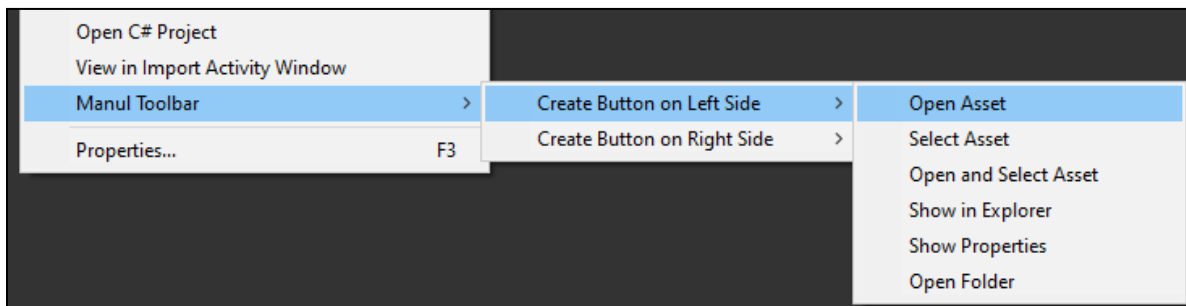 Open C# Project
View in Import Activity Window
Manul Toolbar >
Properties... F3
Create Button on Left Side >
Create Button on Right Side >
Open Asset
Select Asset
Open and Select Asset
Show in Explorer
Show Properties
Open Folder